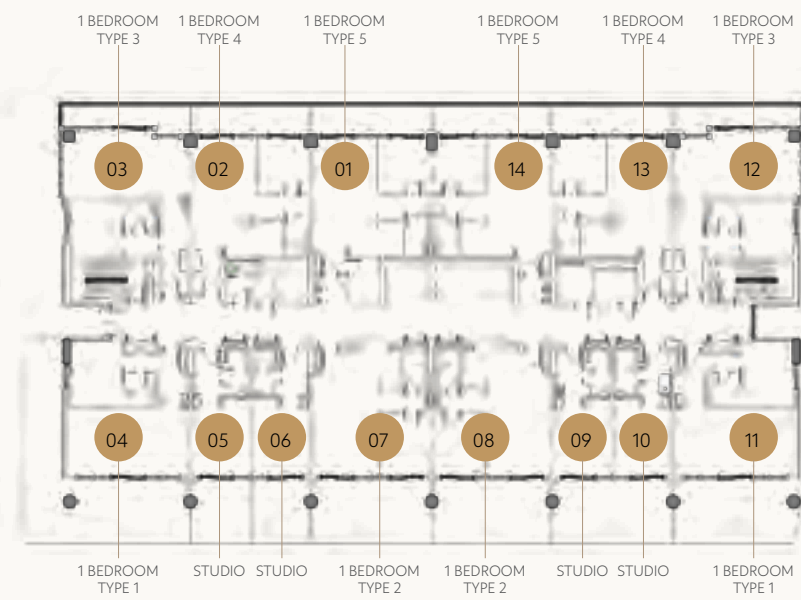 1 BEDROOM
TYPE 3
1 BEDROOM
TYPE 4
1 BEDROOM
TYPE 5
1 BEDROOM
TYPE 5
1 BEDROOM
TYPE 4
1 BEDROOM
TYPE 3
03
02
01
14
13
12
04
05
06
07
08
09
10
11
1 BEDROOM
TYPE 1
STUDIO
STUDIO
1 BEDROOM
TYPE 2
1 BEDROOM
TYPE 2
STUDIO
STUDIO
1 BEDROOM
TYPE 1